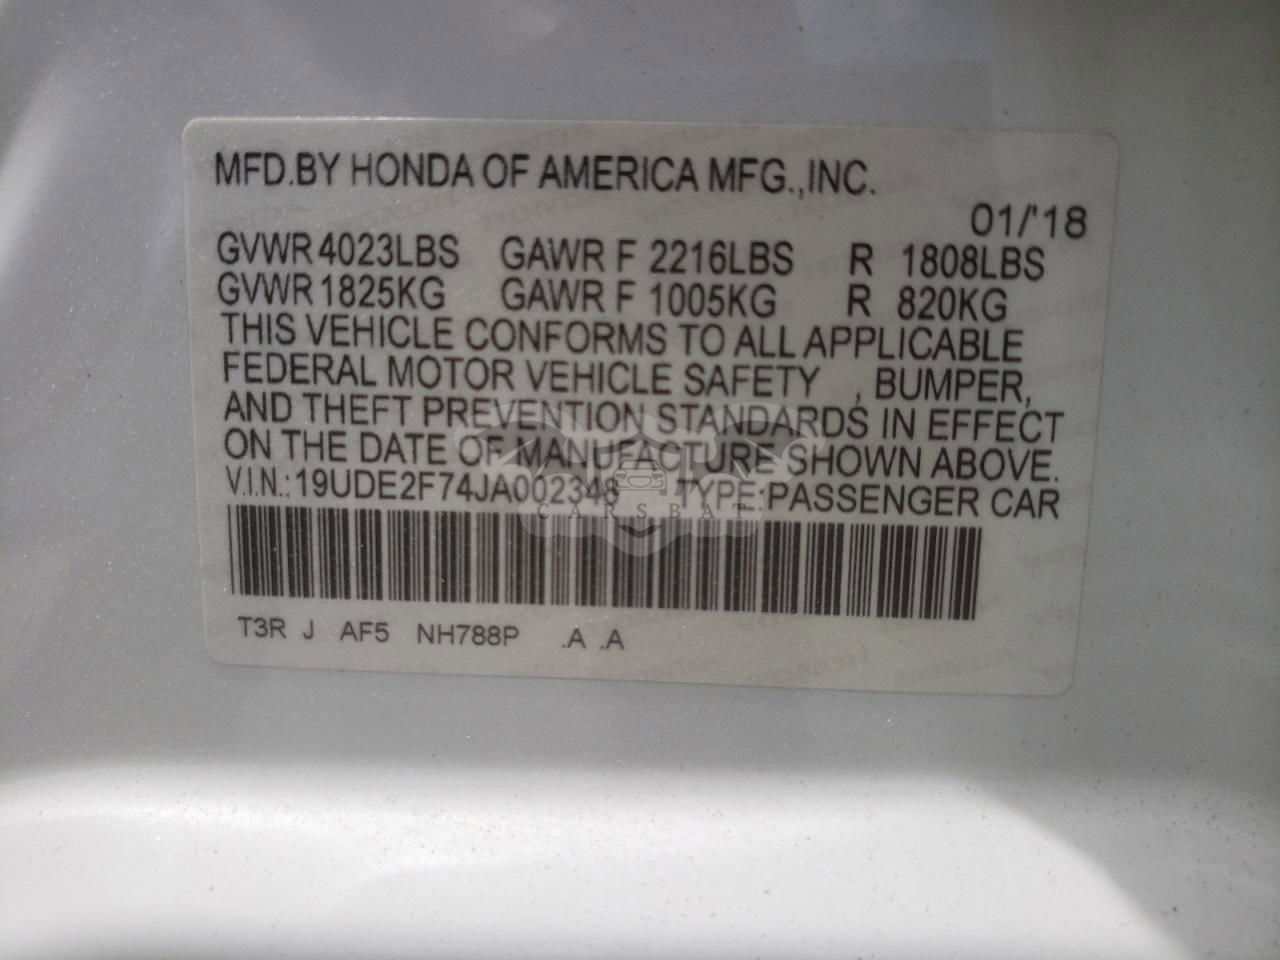 MFD.BY HONDA OF AMERICA MFG.,INC.
01/'18
GVWR 4023LBS GAWR F 2216LBS R 1808LBS
GVWR 1825KG GAWR F 1005KG R 820KG
THIS VEHICLE CONFORMS TO ALL APPLICABLE
FEDERAL MOTOR VEHICLE SAFETY , BUMPER,
AND THEFT PREVENTION STANDARDS IN EFFECT
ON THE DATE OF MANUFACTURE SHOWN ABOVE.
V.I.N.: 19UDE2F74JA002348 TYPE:PASSENGER CAR
CARSBAT
T3R J AF5 NH788P .A .A